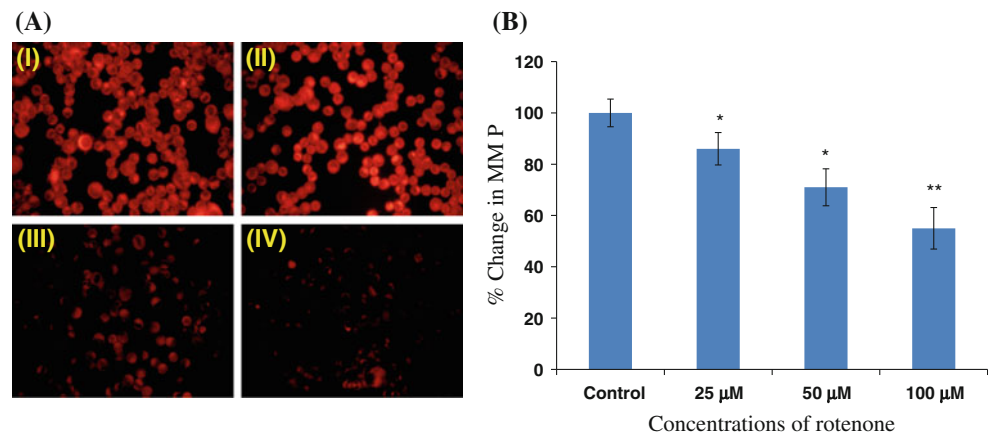 (A)
(I)
(II)
(III)
(IV)
(B)
% Change in MM P
120
100
80
60
40
20
0
*
*
**
Control 25 µM 50 µM 100 µM
Concentrations of rotenone